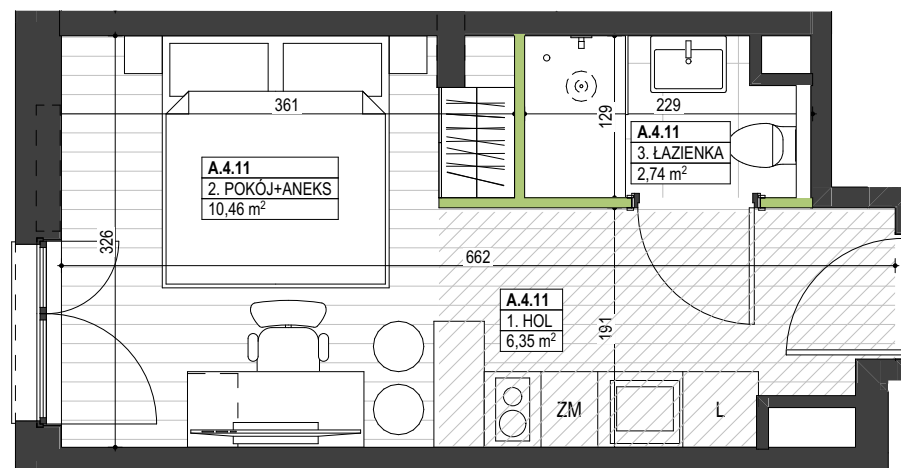 361
129
229
A.4.11
3. ŁAZIENKA
2,74 m²
A.4.11
2. POKÓJ+ANEKS
10,46 m²
326
662
A.4.11
1. HOL
6,35 m²
191
ZM
L